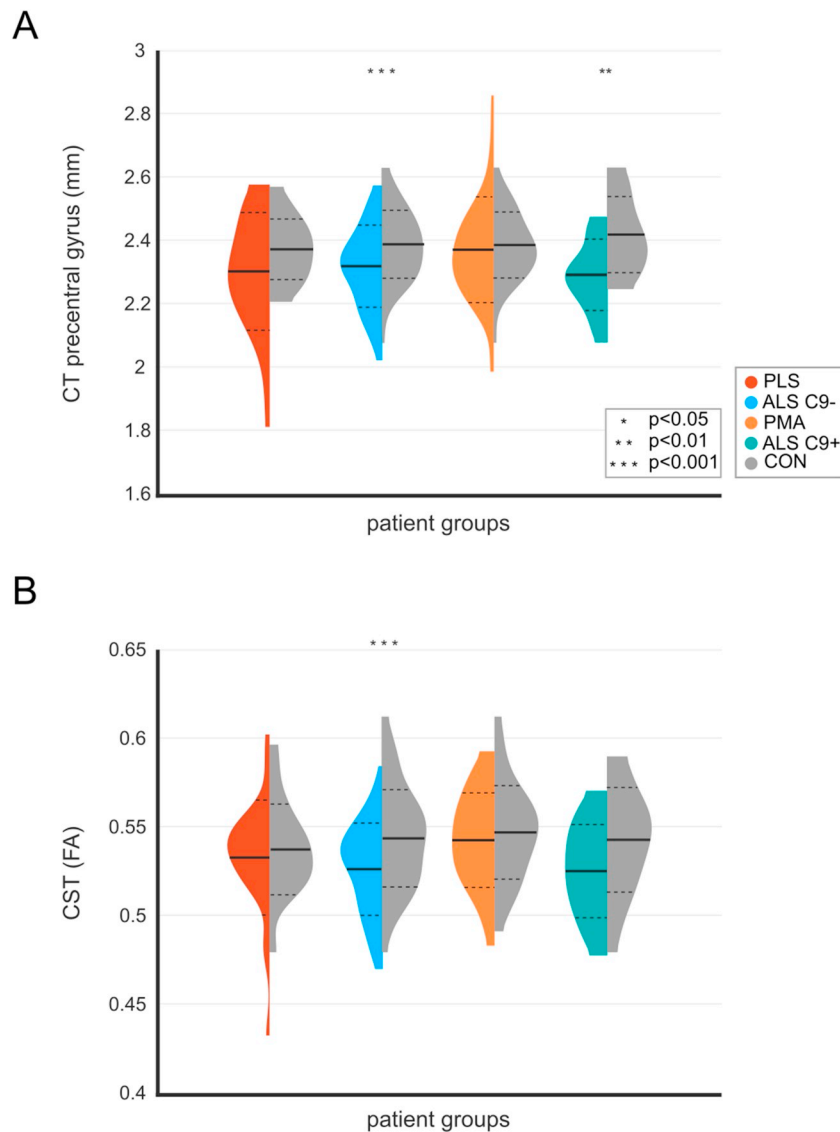 A
3
* * *
**
2.8
2.6
2.4
2.2
2
1.8
1.6
CT precentral gyrus (mm)
* p<0.05
** p<0.01
* * * p<0.001
PLS
ALS C9-
PMA
ALS C9+
CON
patient groups
B
0.65
* * *
0.6
0.55
0.5
0.45
0.4
CST (FA)
patient groups